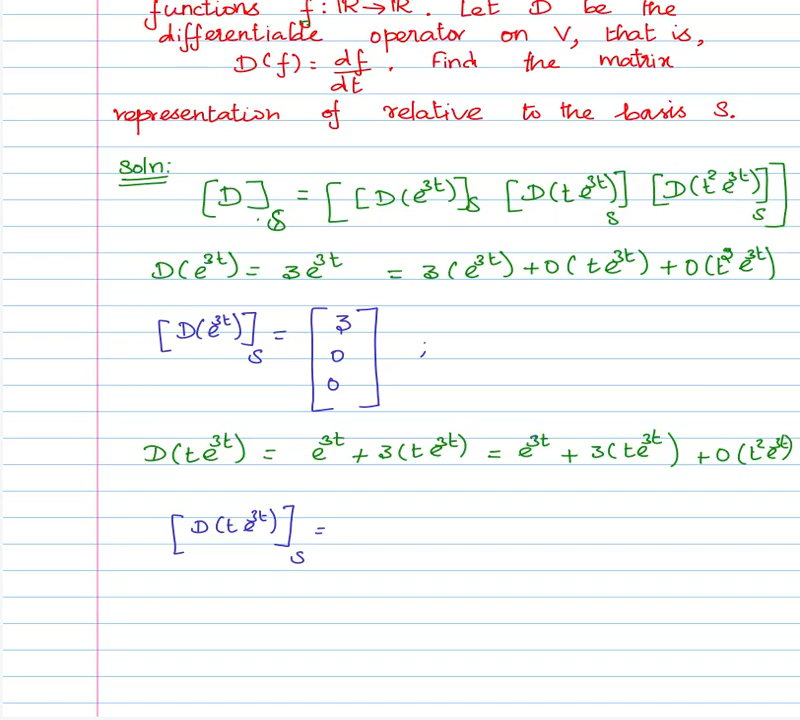 functions f : ℝ → ℝ. Let D be the
differentiable operator on V, that is,
D(f) = df/dt. Find the matrix
representation of relative to the basis S.
Soln:
[D]_S = [[D(e^{3t})]_S [D(te^{3t})]_S [D(t²e^{3t})]_S]
D(e^{3t}) = 3e^{3t} = 3(e^{3t}) + 0(te^{3t}) + 0(t²e^{3t})
[D(e^{3t})]_S = [3 0 0] ;
D(te^{3t}) = e^{3t} + 3(te^{3t}) = e^{3t} + 3(te^{3t}) + 0(t²e^{3t})
[D(te^{3t})]_S =